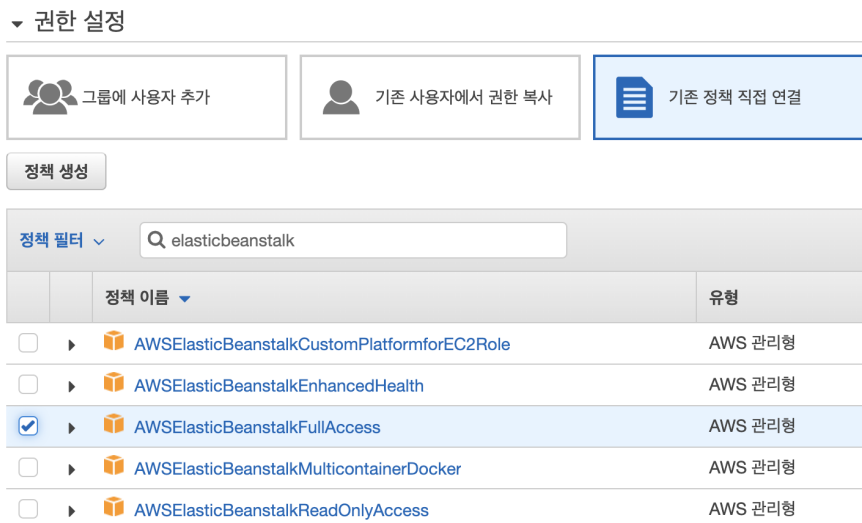 권한 설정
그룹에 사용자 추가
기존 사용자에서 권한 복사
기존 정책 직접 연결
정책 생성
정책 필터
elasticbeanstalk
정책 이름
유형
AWSElasticBeanstalkCustomPlatformforEC2Role
AWS 관리형
AWSElasticBeanstalkEnhancedHealth
AWS 관리형
AWSElasticBeanstalkFullAccess
AWS 관리형
AWSElasticBeanstalkMulticontainerDocker
AWS 관리형
AWSElasticBeanstalkReadOnlyAccess
AWS 관리형